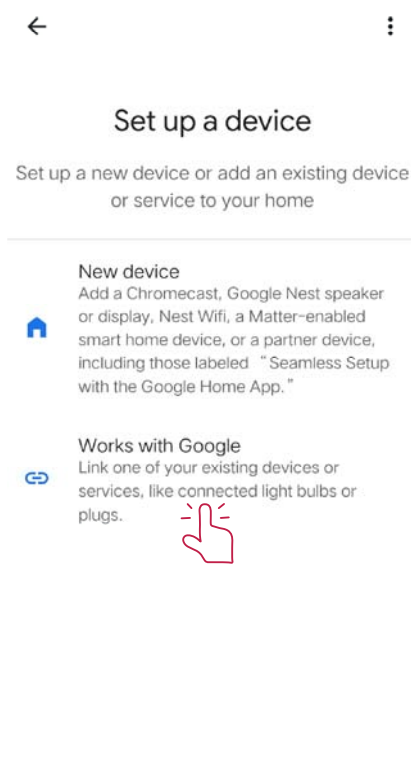 Set up a device
Set up a new device or add an existing device
or service to your home
New device
Add a Chromecast, Google Nest speaker
or display, Nest Wifi, a Matter-enabled
smart home device, or a partner device,
including those labeled “Seamless Setup
with the Google Home App.”
Works with Google
Link one of your existing devices or
services, like connected light bulbs or
plugs.